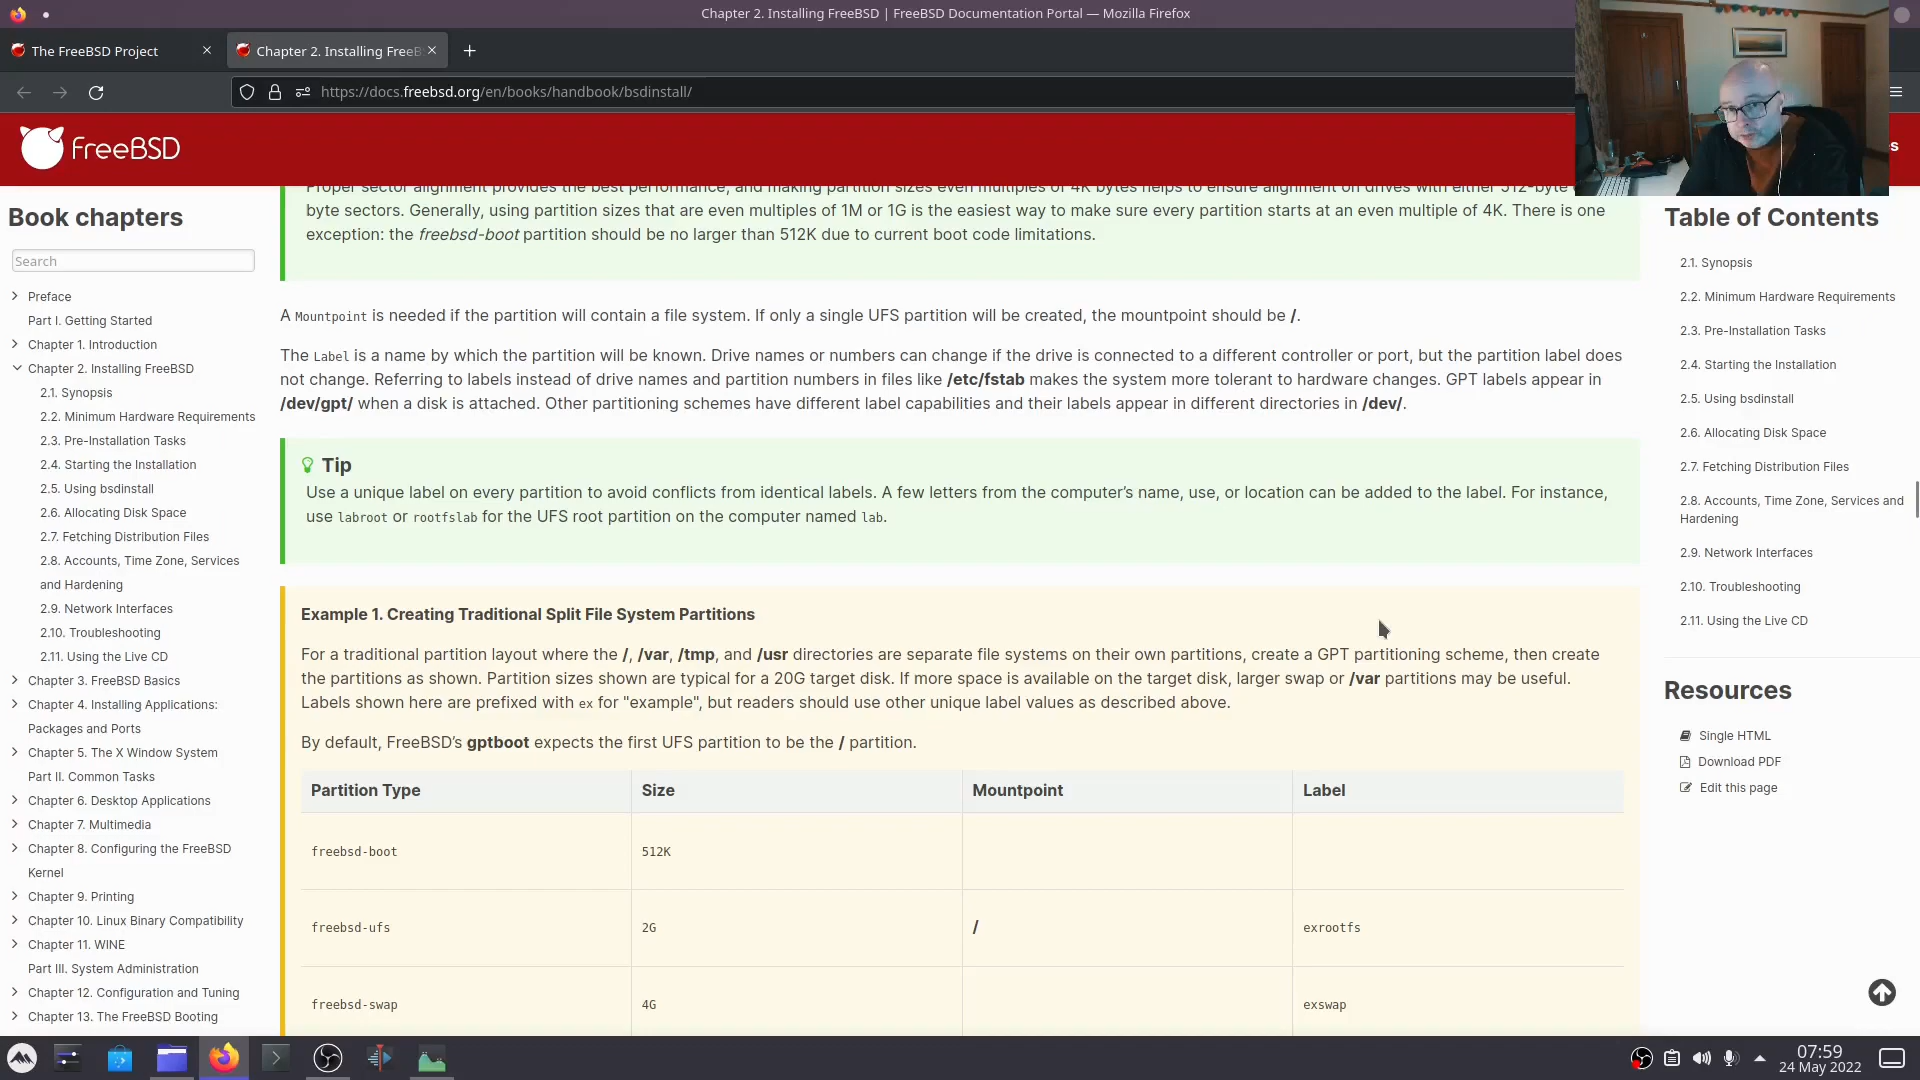 Chapter 2. Installing FreeBSD | FreeBSD Documentation Portal — Mozilla Firefox
The FreeBSD Project
Chapter 2. Installing FreeB
https://docs.freebsd.org/en/books/handbook/bsdinstall/
FreeBSD
s
Book chapters
Search
Preface
Part I. Getting Started
Chapter 1. Introduction
Chapter 2. Installing FreeBSD
2.1. Synopsis
2.2. Minimum Hardware Requirements
2.3. Pre-Installation Tasks
2.4. Starting the Installation
2.5. Using bsdinstall
2.6. Allocating Disk Space
2.7. Fetching Distribution Files
2.8. Accounts, Time Zone, Services
and Hardening
2.9. Network Interfaces
2.10. Troubleshooting
2.11. Using the Live CD
Chapter 3. FreeBSD Basics
Chapter 4. Installing Applications:
Packages and Ports
Chapter 5. The X Window System
Part II. Common Tasks
Chapter 6. Desktop Applications
Chapter 7. Multimedia
Chapter 8. Configuring the FreeBSD
Kernel
Chapter 9. Printing
Chapter 10. Linux Binary Compatibility
Chapter 11. WINE
Part III. System Administration
Chapter 12. Configuration and Tuning
Chapter 13. The FreeBSD Booting
Proper sector alignment provides the best performance, and making partition sizes even multiples of 4K bytes helps to ensure alignment on drives with either 512-byte
byte sectors. Generally, using partition sizes that are even multiples of 1M or 1G is the easiest way to make sure every partition starts at an even multiple of 4K. There is one
exception: the freebsd-boot partition should be no larger than 512K due to current boot code limitations.
A Mountpoint is needed if the partition will contain a file system. If only a single UFS partition will be created, the mountpoint should be /.
The Label is a name by which the partition will be known. Drive names or numbers can change if the drive is connected to a different controller or port, but the partition label does
not change. Referring to labels instead of drive names and partition numbers in files like /etc/fstab makes the system more tolerant to hardware changes. GPT labels appear in
/dev/gpt/ when a disk is attached. Other partitioning schemes have different label capabilities and their labels appear in different directories in /dev/.
Tip
Use a unique label on every partition to avoid conflicts from identical labels. A few letters from the computer’s name, use, or location can be added to the label. For instance,
use labroot or rootfslab for the UFS root partition on the computer named lab.
Example 1. Creating Traditional Split File System Partitions
For a traditional partition layout where the /, /var, /tmp, and /usr directories are separate file systems on their own partitions, create a GPT partitioning scheme, then create
the partitions as shown. Partition sizes shown are typical for a 20G target disk. If more space is available on the target disk, larger swap or /var partitions may be useful.
Labels shown here are prefixed with ex for "example", but readers should use other unique label values as described above.
By default, FreeBSD’s gptboot expects the first UFS partition to be the / partition.
Partition Type Size Mountpoint Label
freebsd-boot 512K
freebsd-ufs 2G / exrootfs
freebsd-swap 4G exswap
Table of Contents
2.1. Synopsis
2.2. Minimum Hardware Requirements
2.3. Pre-Installation Tasks
2.4. Starting the Installation
2.5. Using bsdinstall
2.6. Allocating Disk Space
2.7. Fetching Distribution Files
2.8. Accounts, Time Zone, Services and
Hardening
2.9. Network Interfaces
2.10. Troubleshooting
2.11. Using the Live CD
Resources
Single HTML
Download PDF
Edit this page
07:59
24 May 2022